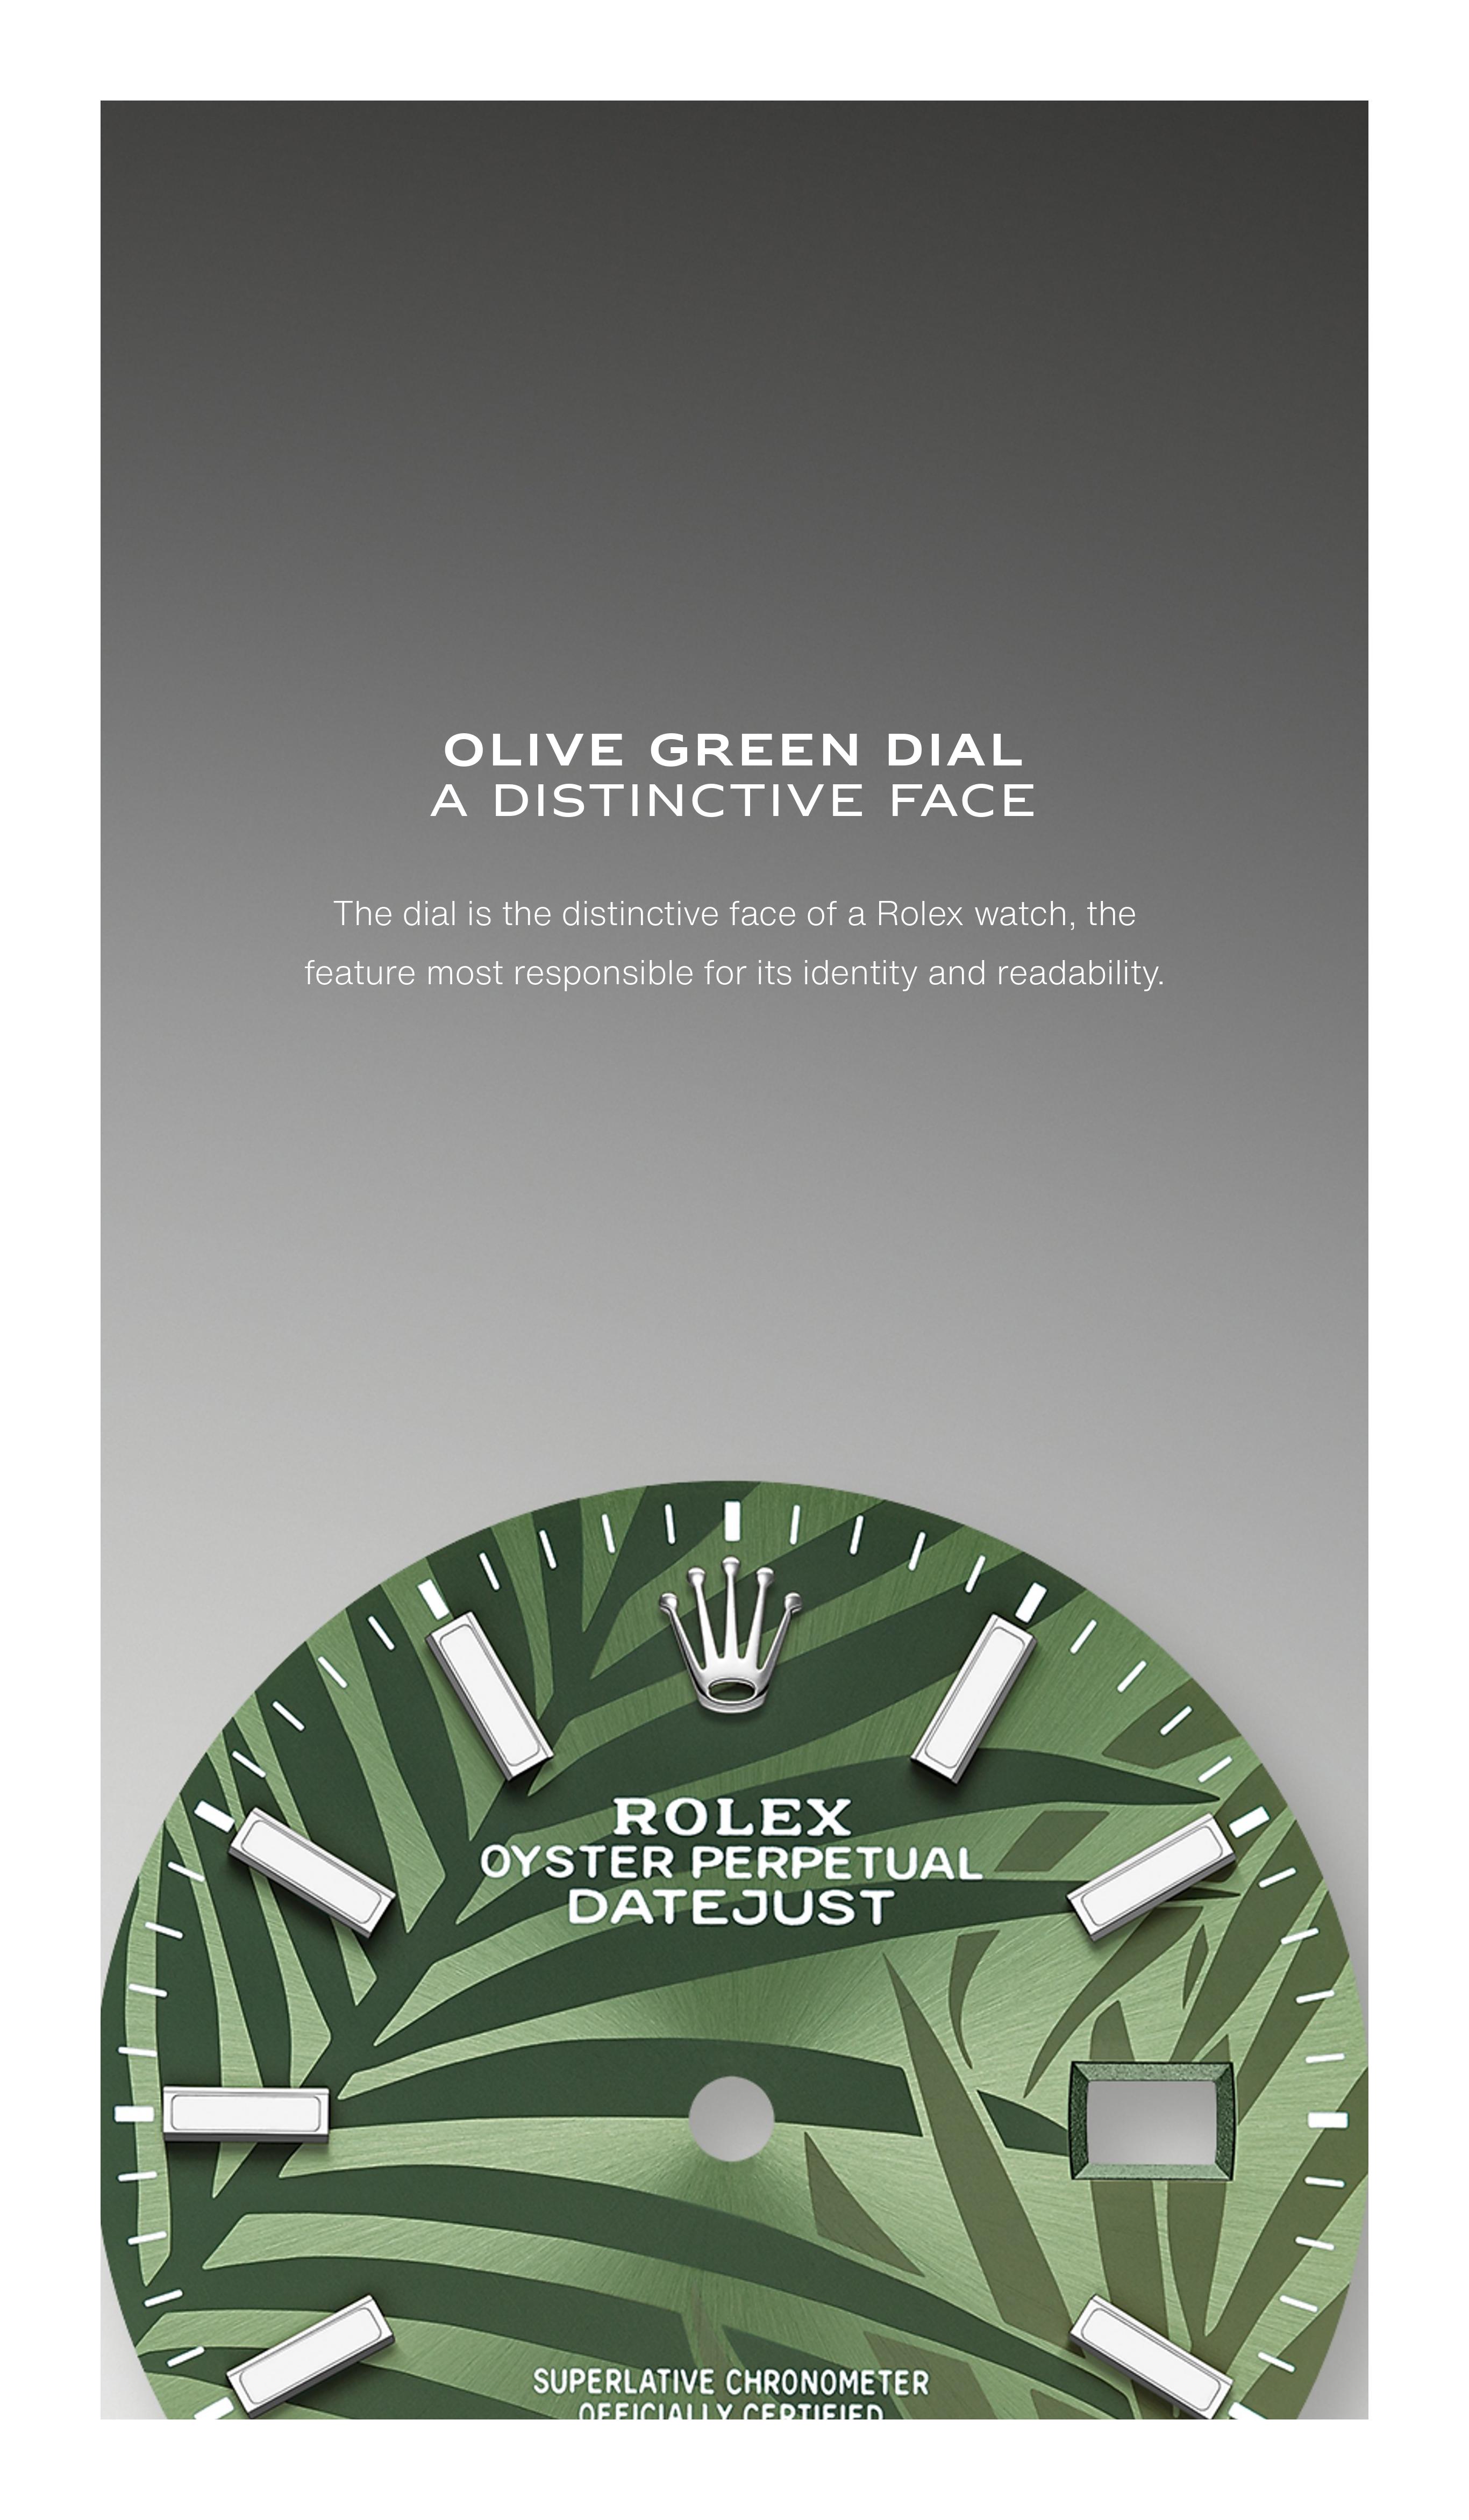 OLIVE GREEN DIAL
A DISTINCTIVE FACE
The dial is the distinctive face of a Rolex watch, the
feature most responsible for its identity and readability.
ROLEX
OYSTER PERPETUAL
DATEJUST
SUPERLATIVE CHRONOMETER
OFFICIALLY CERTIFIED